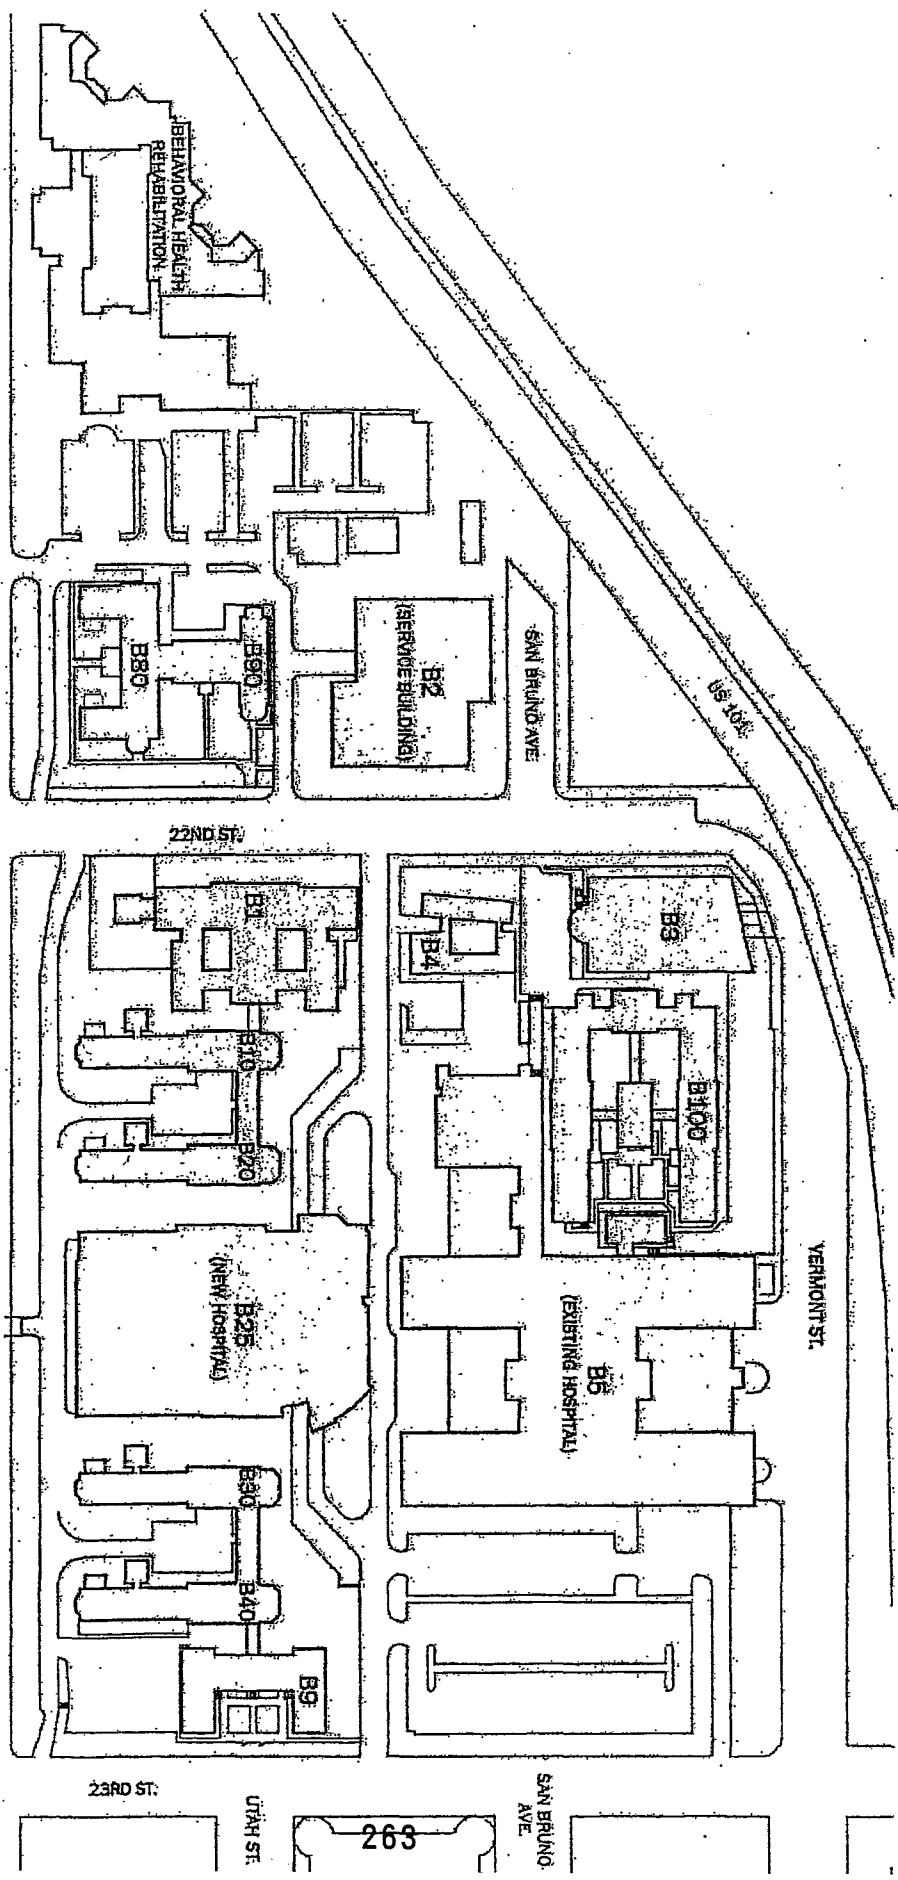 BEHAVIORAL HEALTH
REHABILITATION
B80
B90
B2
(SERVICE BUILDING)
SAN BRUNO AVE.
US 101
22ND ST.
B1
B4
B3
B10
B100
B20
VERMONT ST.
B25
(NEW HOSPITAL)
B5
(EXISTING HOSPITAL)
B30
B40
B9
23RD ST.
UTAH ST.
SAN BRUNO
AVE.
263